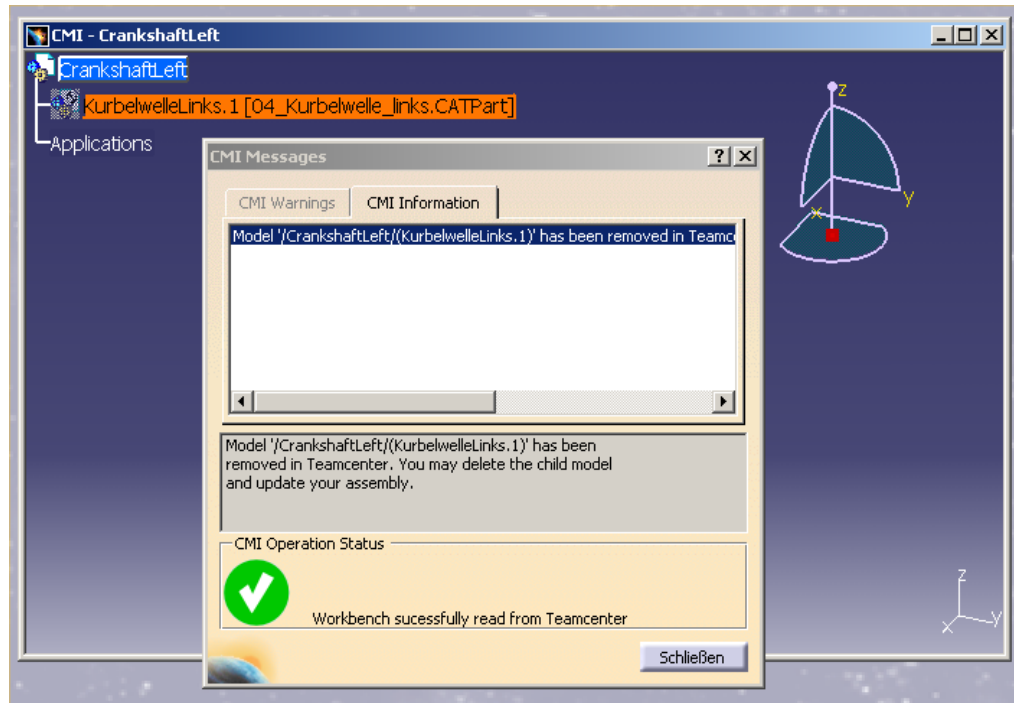 CMI - CrankshaftLeft
CrankshaftLeft
KurbelwelleLinks.1 [04_Kurbelwelle_links.CATPart]
Applications
z
y
x
CMI Messages
CMI Warnings
CMI Information
Model '/CrankshaftLeft/(KurbelwelleLinks.1)' has been removed in Teamc
Model '/CrankshaftLeft/(KurbelwelleLinks.1)' has been
removed in Teamcenter. You may delete the child model
and update your assembly.
CMI Operation Status
Workbench sucessfully read from Teamcenter
Schließen
z
y
x